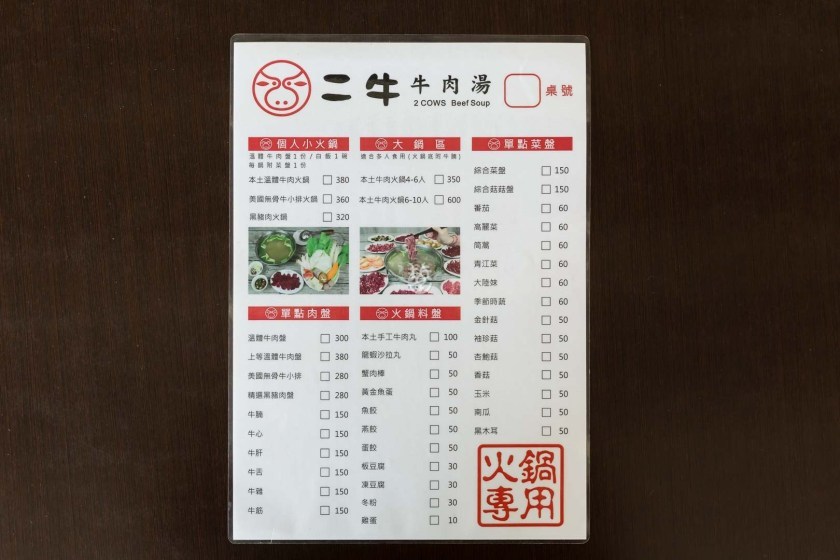 二牛 牛肉湯
2 COWS Beef Soup
桌號
個人小火鍋
溫體牛肉盤1份/白飯1碗
每鍋附菜盤1份
本土溫體牛肉火鍋 380
美國無骨牛小排火鍋 360
黑豬肉火鍋 320
大鍋區
適合多人食用(火鍋底附牛腩)
本土牛肉火鍋4-6人 350
本土牛肉火鍋6-10人 600
單點肉盤
溫體牛肉盤 300
上等溫體牛肉盤 380
美國無骨牛小排 280
精選黑豬肉盤 280
牛腩 150
牛心 150
牛肝 150
牛舌 150
牛雜 150
牛筋 150
火鍋料盤
本土手工牛肉丸 100
龍蝦沙拉丸 50
蟹肉棒 50
黃金魚蛋 50
魚餃 50
燕餃 50
蛋餃 50
板豆腐 30
凍豆腐 30
冬粉 30
雞蛋 10
單點菜盤
綜合菜盤 150
綜合菇菇盤 150
番茄 60
高麗菜 60
茼蒿 60
青江菜 60
大陸妹 60
季節時蔬 60
金針菇 50
袖珍菇 50
杏鮑菇 50
香菇 50
玉米 50
南瓜 50
黑木耳 50
火鍋
專用